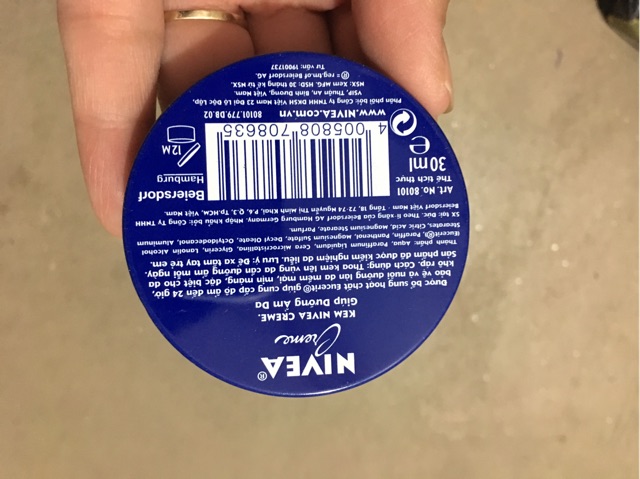 NIVEA®
Creme
KEM NIVEA CREME.
Giúp Dưỡng Ẩm Da
Được bổ sung hoạt chất Eucerit® giúp cung cấp độ ẩm đến 24 giờ,
bảo vệ và nuôi dưỡng làn da mềm mại, mịn màng, đặc biệt cho da
khô ráp. Cách dùng: Thoa kem lên vùng da cần dưỡng ẩm mỗi ngày.
Sản phẩm đã được kiểm nghiệm da liễu. Lưu ý: Để xa tầm tay trẻ em.
Thành phần: aqua, Paraffinum Liquidum, Cera Microcristallina, Glycerin, Lanolin Alcohol
(Eucerit®), Paraffin, Panthenol, Magnesium Sulfate, Decyl Oleate, Octyldodecanol, Aluminum
Stearates, Citric Acid, Magnesium Stearate, Parfum.
SX tại: Đức. Theo li-xăng của Beiersdorf AG Hamburg Germany. Nhập khẩu bởi: Công Ty TNHH
Beiersdorf Việt Nam - Tầng 18, 72-74 Nguyễn Thị Minh Khai, P.6, Q.3, Tp.HCM, Việt Nam.
Art. No. 80101
Thể tích thực
30 ml e
Beiersdorf
Hamburg
12M
4 005808 708635
www.NIVEA.com.vn 80101.779.DB.02
Phân phối bởi: Công Ty TNHH DKSH Việt Nam 23 Đại Lộ Độc Lập,
VSIP, Thuận An, Bình Dương, Việt Nam.
NSX: Xem MFG. HSD: 30 tháng kể từ NSX.
® = reg.tm.of Beiersdorf AG.
Tư vấn: 19001737